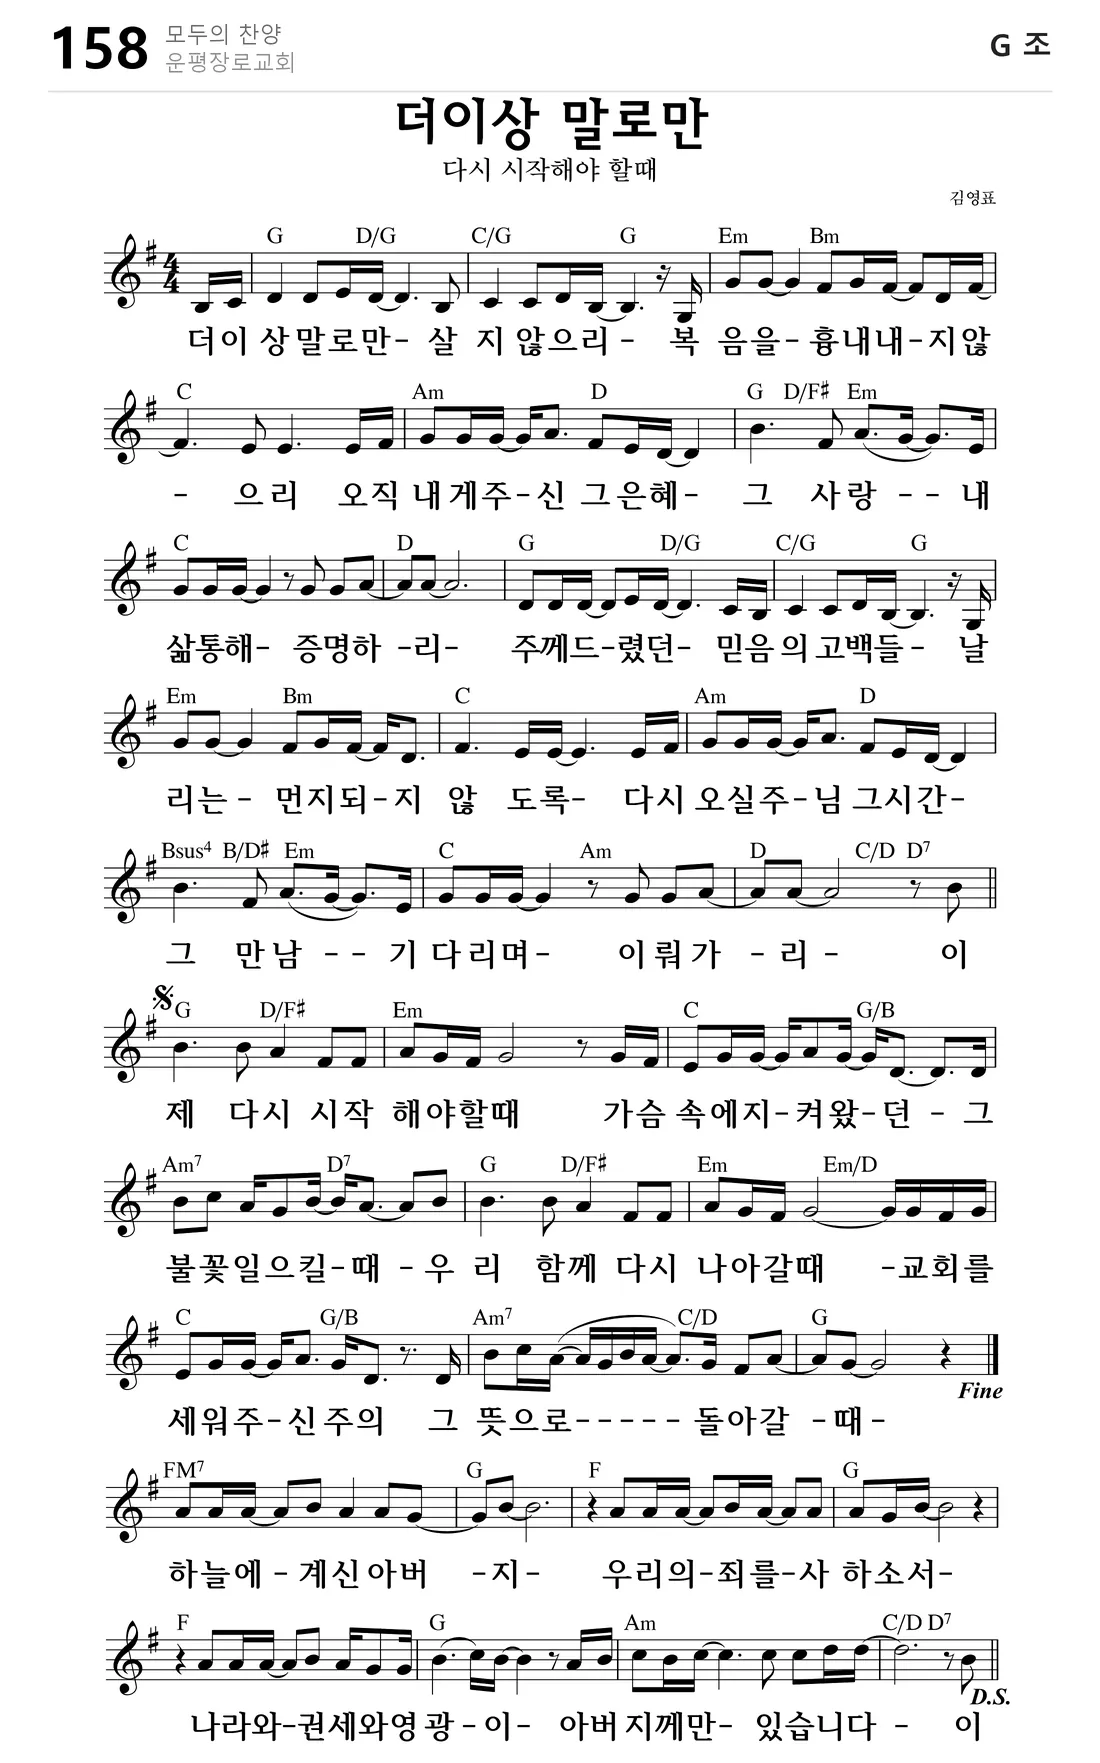 158 모두의 찬양 G 조
운평장로교회
더이상 말로만
다시 시작해야 할때
김영표
G D/G C/G G Em Bm
더이 상말로만- 살 지 않으리 - 복 음을- 흉내내-지않
C Am D G D/F♯ Em
- 으리 오직 내게주-신 그은혜- 그 사랑 - - 내
C D G D/G C/G G
삶통해- 증명하 -리- 주께드-렸던- 믿음의고백들- 날
Em Bm C Am D
리는- 먼지되-지 않 도록- 다시 오실주-님 그시간-
Bsus4 B/D♯ Em C Am D C/D D7
그 만남 - - 기 다리며- 이뤄가 -리- 이
G D/F♯ Em C G/B
제 다시 시작 해야할때 가슴 속에지-켜왔-던 - 그
Am7 D7 G D/F♯ Em Em/D
불꽃일으킬-때 -우 리 함께 다시 나아갈때 -교회를
C G/B Am7 C/D G
세워주-신주의 그 뜻으로----- 돌아갈 -때-
Fine
FM7 G F G
하늘에-계신아버 -지- 우리의-죄를-사 하소서-
F G Am C/D D7
D.S.
나라와-권세와영광-이- 아버지께만- 있습니다 - 이